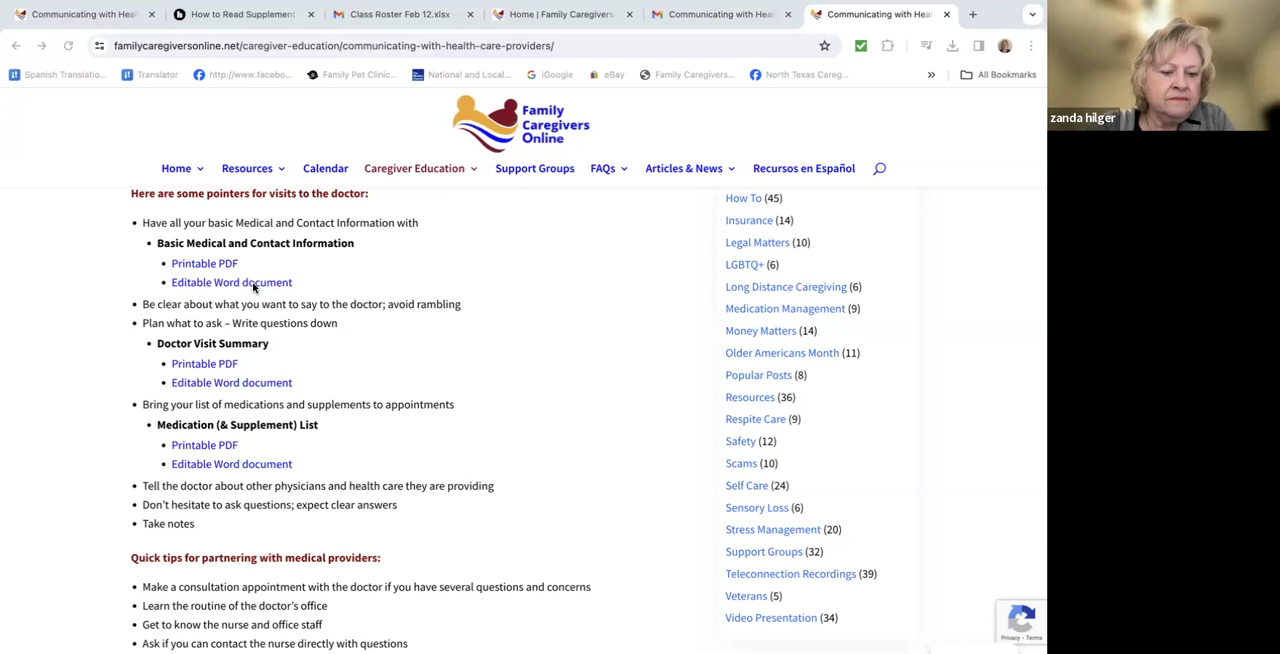 Communicating with Heal
How to Read Supplement
Class Roster Feb 12.xlsx
Home | Family Caregivers
Communicating with Heal
Communicating with Heal
familycaregiversonline.net/caregiver-education/communicating-with-health-care-providers/
Spanish Translatio...
Translator
http://www.facebo...
Family Pet Clinic...
National and Local...
iGoogle
eBay
Family Caregivers...
North Texas Careg...
»
All Bookmarks
zanda hilger
Family
Caregivers
Online
Home
Resources
Calendar
Caregiver Education
Support Groups
FAQs
Articles & News
Recursos en Español
Here are some pointers for visits to the doctor:
• Have all your basic Medical and Contact Information with
• Basic Medical and Contact Information
• Printable PDF
• Editable Word document
• Be clear about what you want to say to the doctor; avoid rambling
• Plan what to ask – Write questions down
• Doctor Visit Summary
• Printable PDF
• Editable Word document
• Bring your list of medications and supplements to appointments
• Medication (& Supplement) List
• Printable PDF
• Editable Word document
• Tell the doctor about other physicians and health care they are providing
• Don't hesitate to ask questions; expect clear answers
• Take notes
Quick tips for partnering with medical providers:
• Make a consultation appointment with the doctor if you have several questions and concerns
• Learn the routine of the doctor's office
• Get to know the nurse and office staff
• Ask if you can contact the nurse directly with questions
How To (45)
Insurance (14)
Legal Matters (10)
LGBTQ+ (6)
Long Distance Caregiving (6)
Medication Management (9)
Money Matters (14)
Older Americans Month (11)
Popular Posts (8)
Resources (36)
Respite Care (9)
Safety (12)
Scams (10)
Self Care (24)
Sensory Loss (6)
Stress Management (20)
Support Groups (32)
Teleconnection Recordings (39)
Veterans (5)
Video Presentation (34)
Privacy - Terms